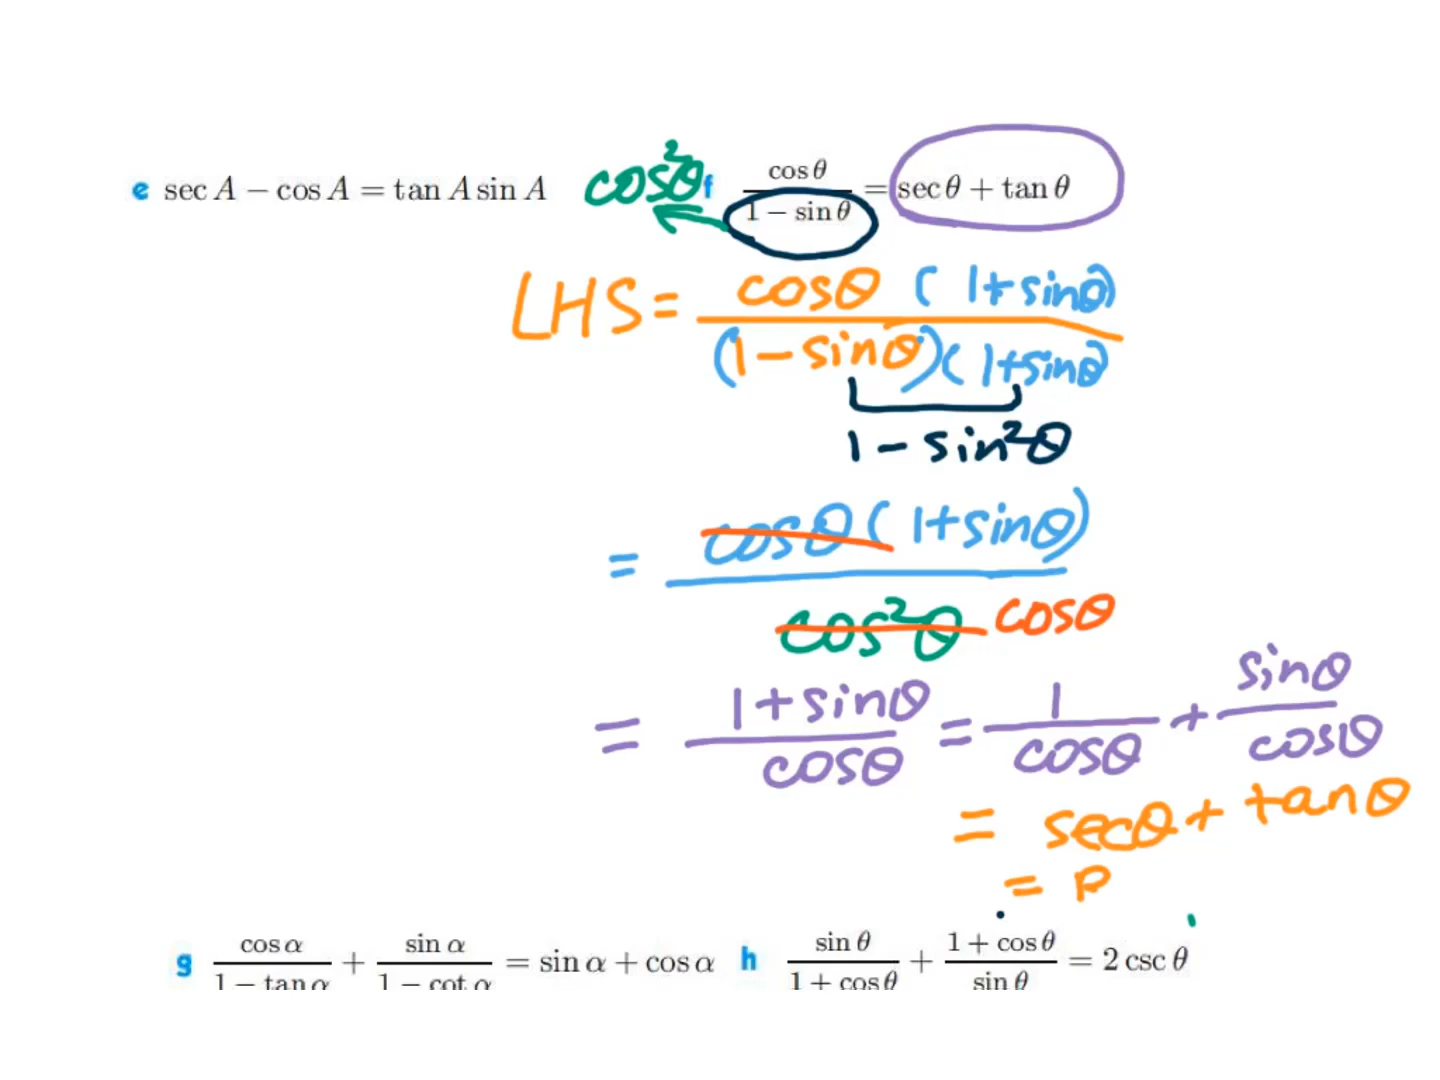 e sec A − cos A = tan A sin A cos²θ f cos θ / 1 − sin θ = sec θ + tan θ
LHS = cosθ (1+sinθ) / (1−sinθ)(1+sinθ)
1 − sin²θ
= cosθ(1+sinθ) / cos²θ cosθ
= 1+sinθ / cosθ = 1 / cosθ + sinθ / cosθ
= secθ + tanθ
= R
g cos α / 1 − tan α + sin α / 1 − cot α = sin α + cos α h sin θ / 1 + cos θ + 1 + cos θ / sin θ = 2 csc θ